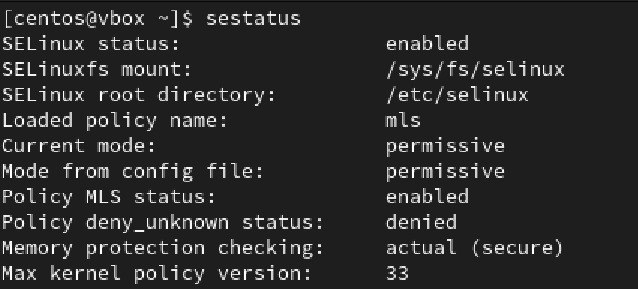 [centos@vbox ~]$ sestatus
SELinux status:                 enabled
SELinuxfs mount:                /sys/fs/selinux
SELinux root directory:         /etc/selinux
Loaded policy name:             mls
Current mode:                   permissive
Mode from config file:          permissive
Policy MLS status:              enabled
Policy deny_unknown status:     denied
Memory protection checking:     actual (secure)
Max kernel policy version:      33